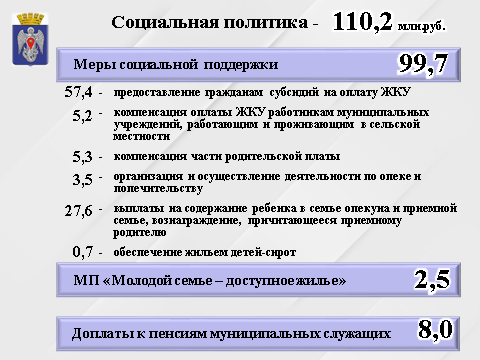 Социальная политика - 110,2 млн.руб.
Меры социальной поддержки 99,7
57,4 - предоставление гражданам субсидий на оплату ЖКУ
5,2 - компенсация оплаты ЖКУ работникам муниципальных
учреждений, работающим и проживающим в сельской
местности
5,3 - компенсация части родительской платы
3,5 - организация и осуществление деятельности по опеке и
попечительству
27,6 - выплаты на содержание ребенка в семье опекуна и приемной
семье, вознаграждение, причитающееся приемному
родителю
0,7 - обеспечение жильем детей-сирот
МП «Молодой семье – доступное жилье» 2,5
Доплаты к пенсиям муниципальных служащих 8,0